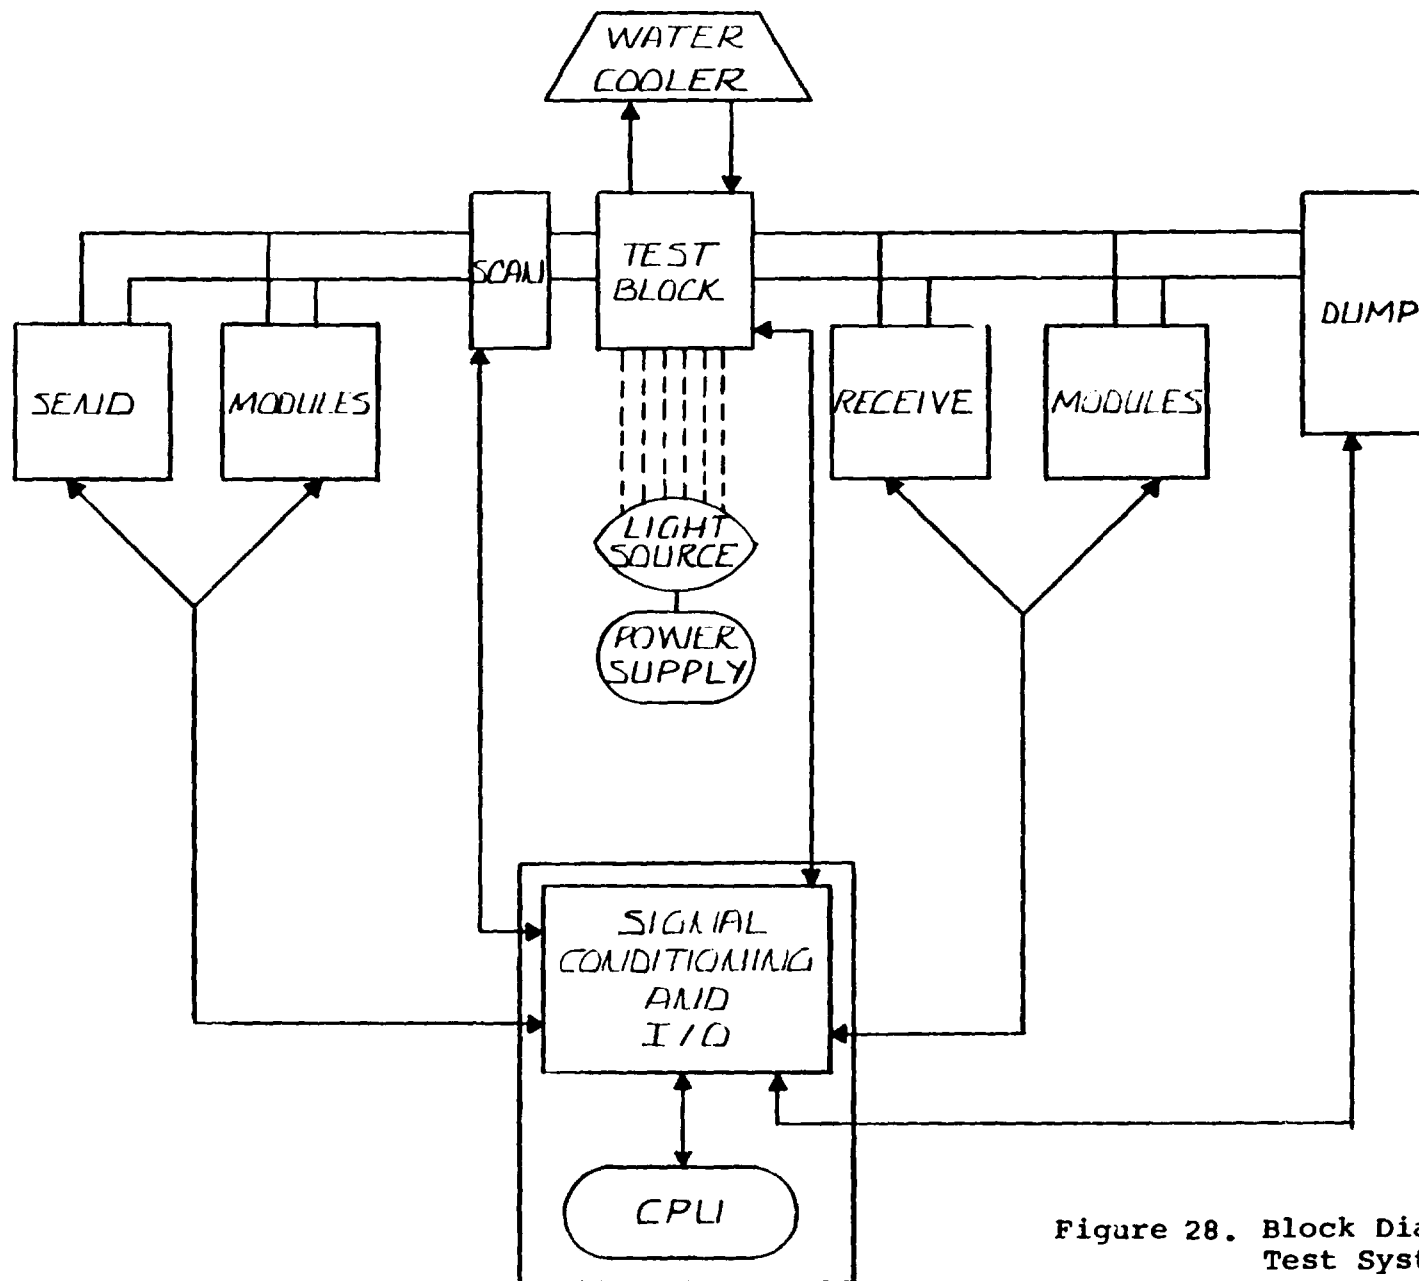 WATER
COOLER
SCAN
TEST
BLOCK
DUMP
SEND
MODULES
RECEIVE
MODULES
LIGHT
SOURCE
POWER
SUPPLY
SIGNAL
CONDITIONING
AND
I/O
CPU
Figure 28. Block Dia
Test Syst